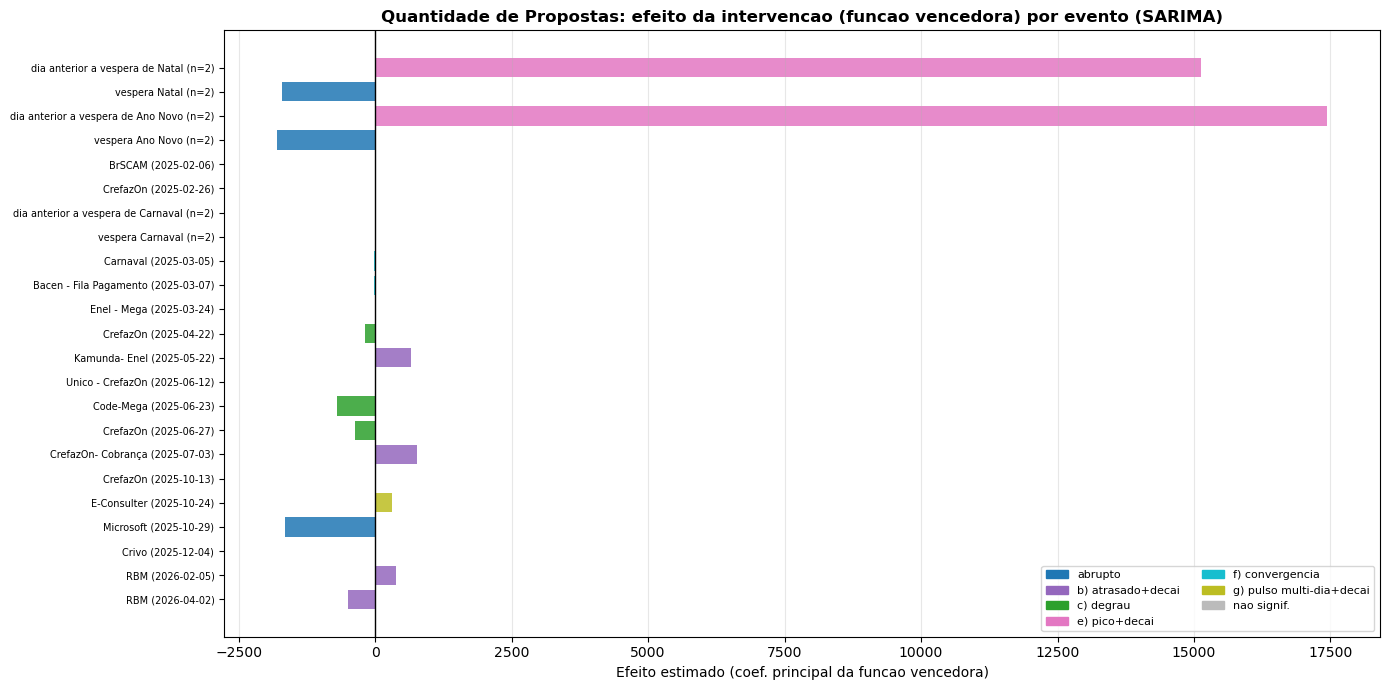 Quantidade de Propostas: efeito da intervencao (funcao vencedora) por evento (SARIMA)
dia anterior a vespera de Natal (n=2)
vespera Natal (n=2)
dia anterior a vespera de Ano Novo (n=2)
vespera Ano Novo (n=2)
BrSCAM (2025-02-06)
CrefazOn (2025-02-26)
dia anterior a vespera de Carnaval (n=2)
vespera Carnaval (n=2)
Carnaval (2025-03-05)
Bacen - Fila Pagamento (2025-03-07)
Enel - Mega (2025-03-24)
CrefazOn (2025-04-22)
Kamunda- Enel (2025-05-22)
Unico - CrefazOn (2025-06-12)
Code-Mega (2025-06-23)
CrefazOn (2025-06-27)
CrefazOn- Cobrança (2025-07-03)
CrefazOn (2025-10-13)
E-Consulter (2025-10-24)
Microsoft (2025-10-29)
Crivo (2025-12-04)
RBM (2026-02-05)
RBM (2026-04-02)
abrupto
b) atrasado+decai
c) degrau
e) pico+decai
f) convergencia
g) pulso multi-dia+decai
nao signif.
−2500 0 2500 5000 7500 10000 12500 15000 17500
Efeito estimado (coef. principal da funcao vencedora)